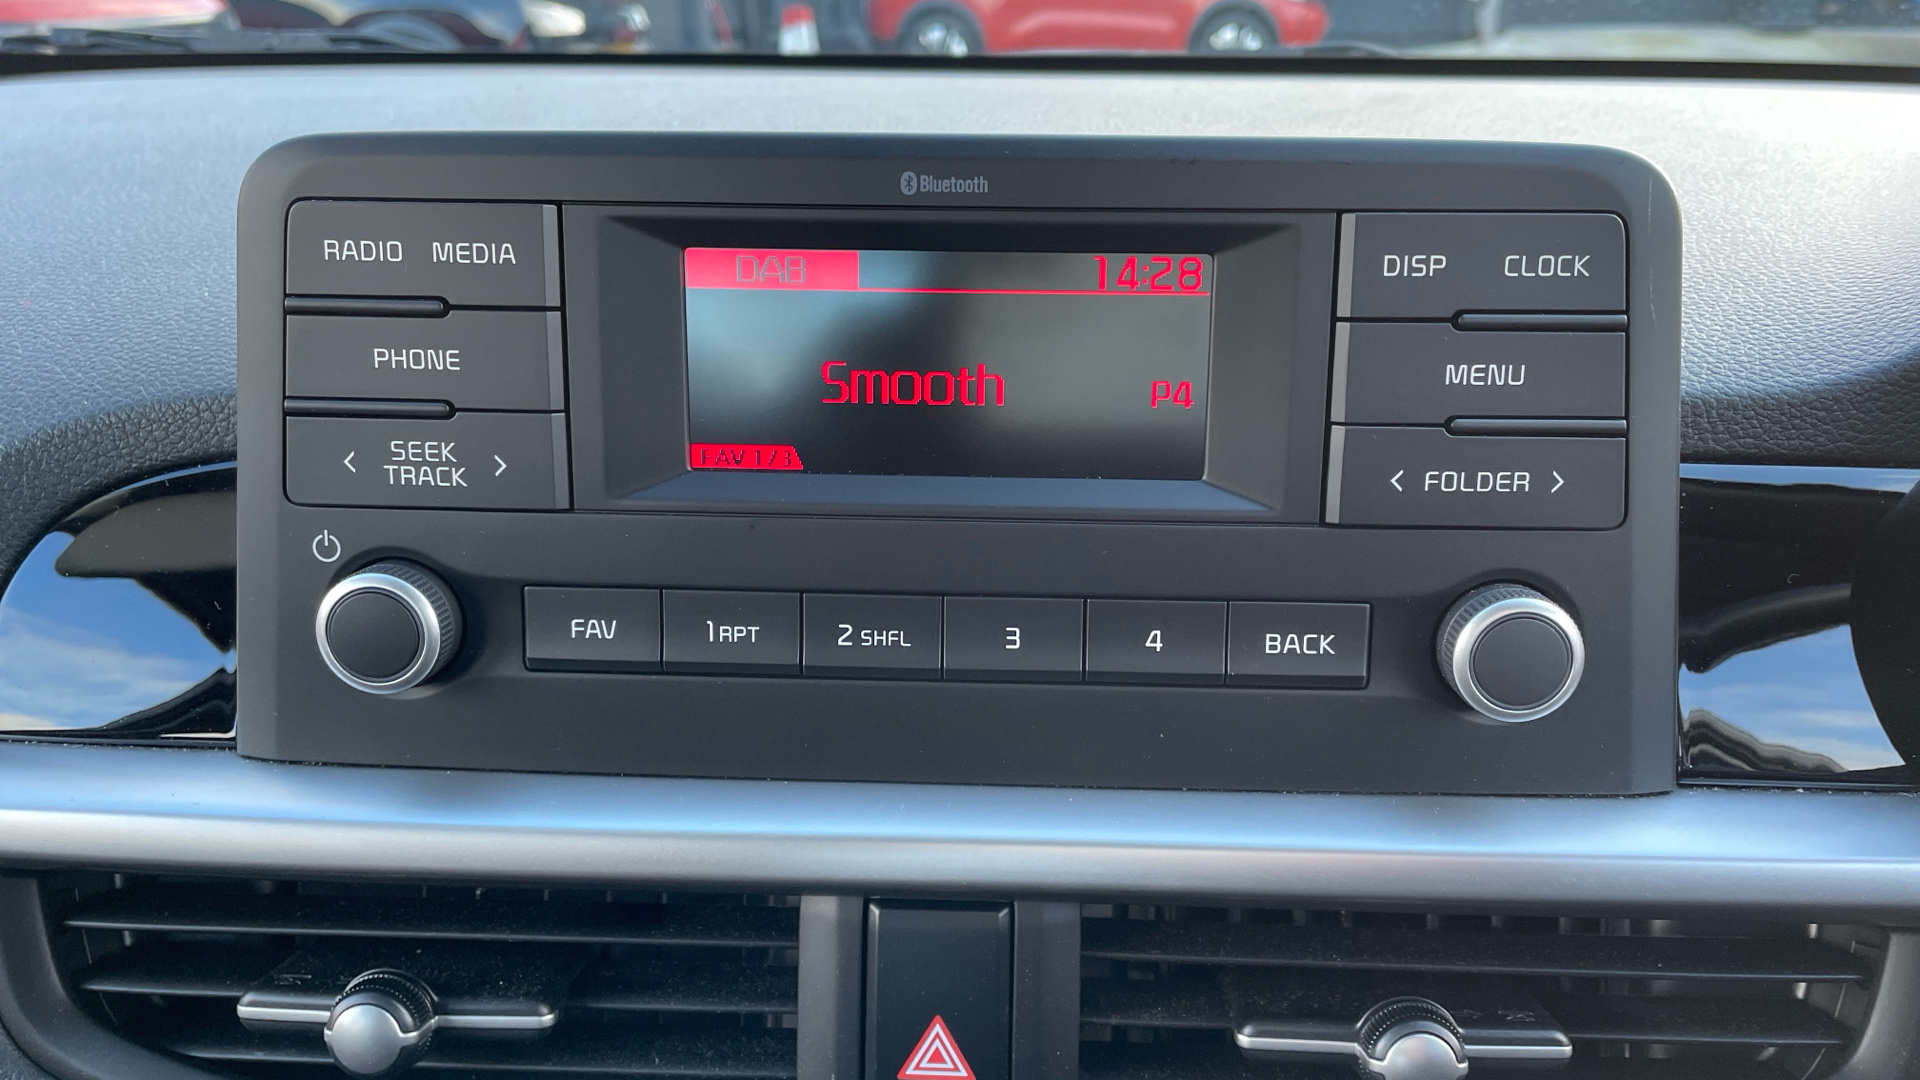 Bluetooth
RADIO MEDIA
DAB 14:28
DISP CLOCK
PHONE
Smooth P4
MENU
< SEEK TRACK >
FAV 1/3
< FOLDER >
FAV 1 RPT 2 SHFL 3 4 BACK